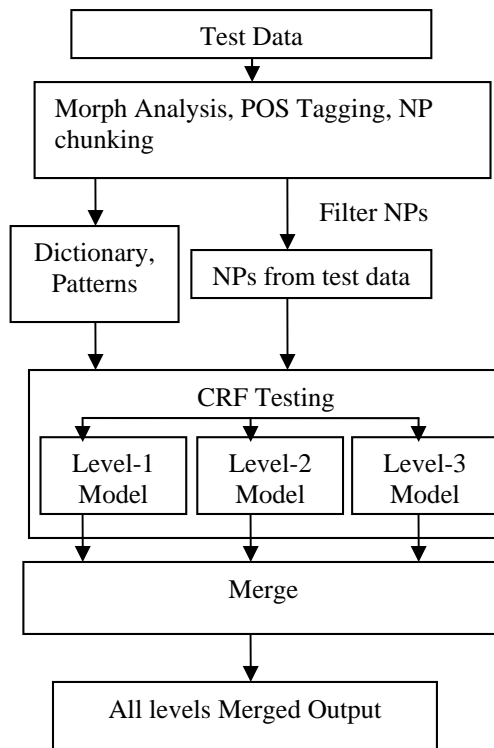 Test Data
Morph Analysis, POS Tagging, NP
chunking
Filter NPs
Dictionary,
Patterns
NPs from test data
CRF Testing
Level-1
Model
Level-2
Model
Level-3
Model
Merge
All levels Merged Output